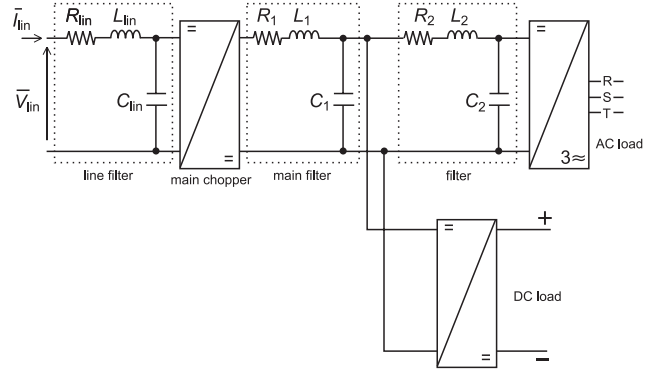 I̅lin
Rlin Llin
R1 L1
R2 L2
=
=
V̅lin
Clin
C1
C2
R
S
T
=
3≈
AC load
line filter
main chopper
main filter
filter
=
+
DC load
=
−